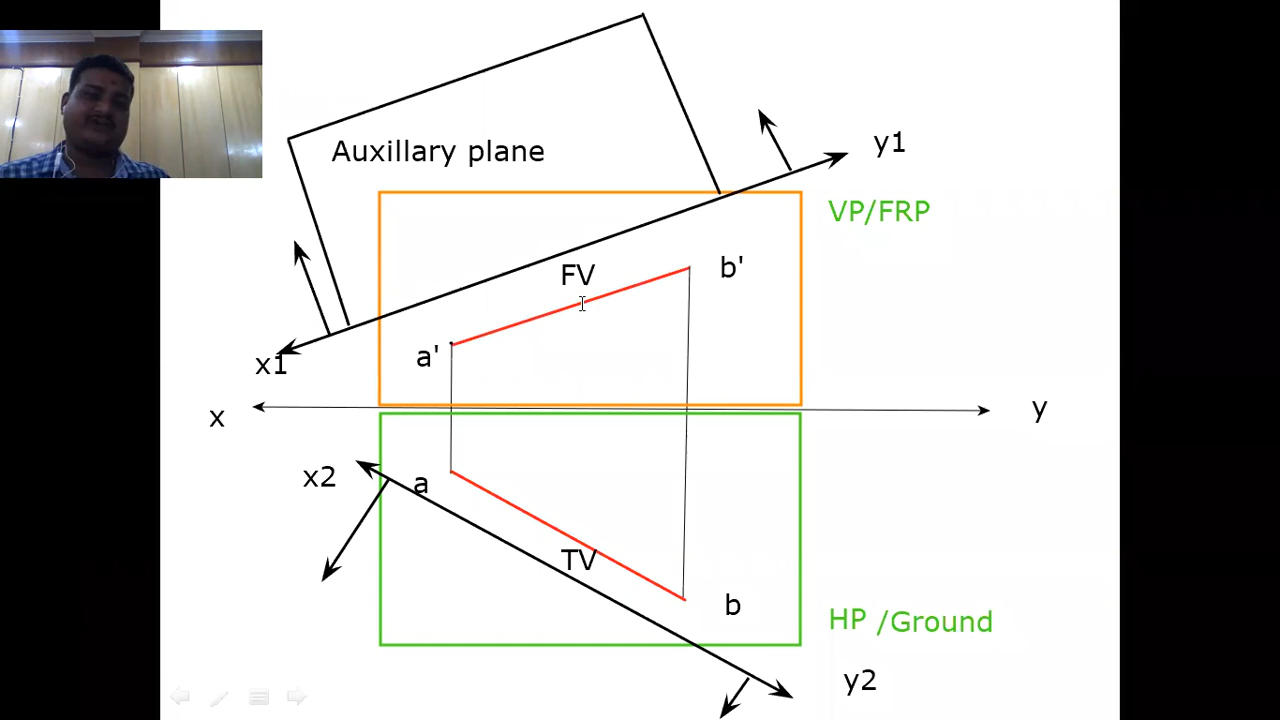 Auxillary plane
y1
VP/FRP
FV
b'
a'
x1
x
y
x2
a
TV
b
HP /Ground
y2